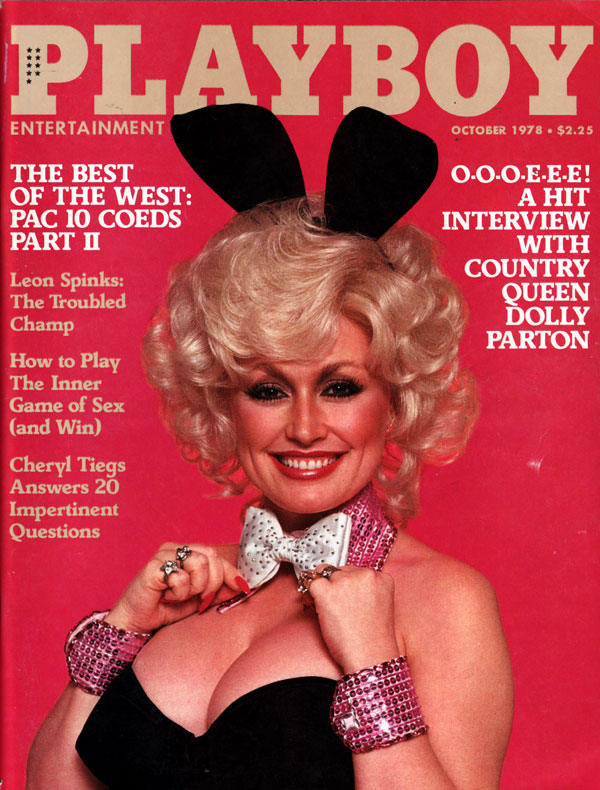 PLAYBOY
ENTERTAINMENT
OCTOBER 1978 • $2.25
THE BEST
OF THE WEST:
PAC 10 COEDS
PART II
Leon Spinks:
The Troubled
Champ
How to Play
The Inner
Game of Sex
(and Win)
Cheryl Tiegs
Answers 20
Impertinent
Questions
O-O-O-E-E-E!
A HIT
INTERVIEW
WITH
COUNTRY
QUEEN
DOLLY
PARTON